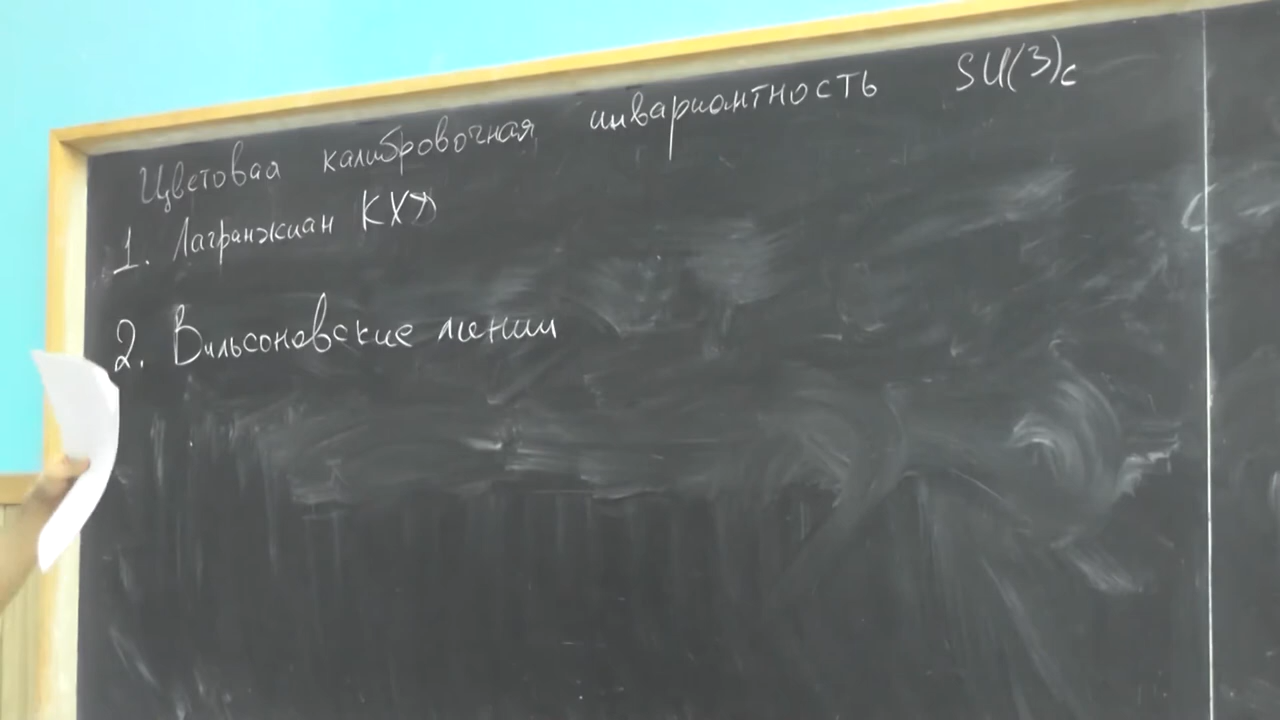 Цветовая калибровочная инвариантность SU(3)c
1. Лагранжиан КХД
2. Вильсоновские линии